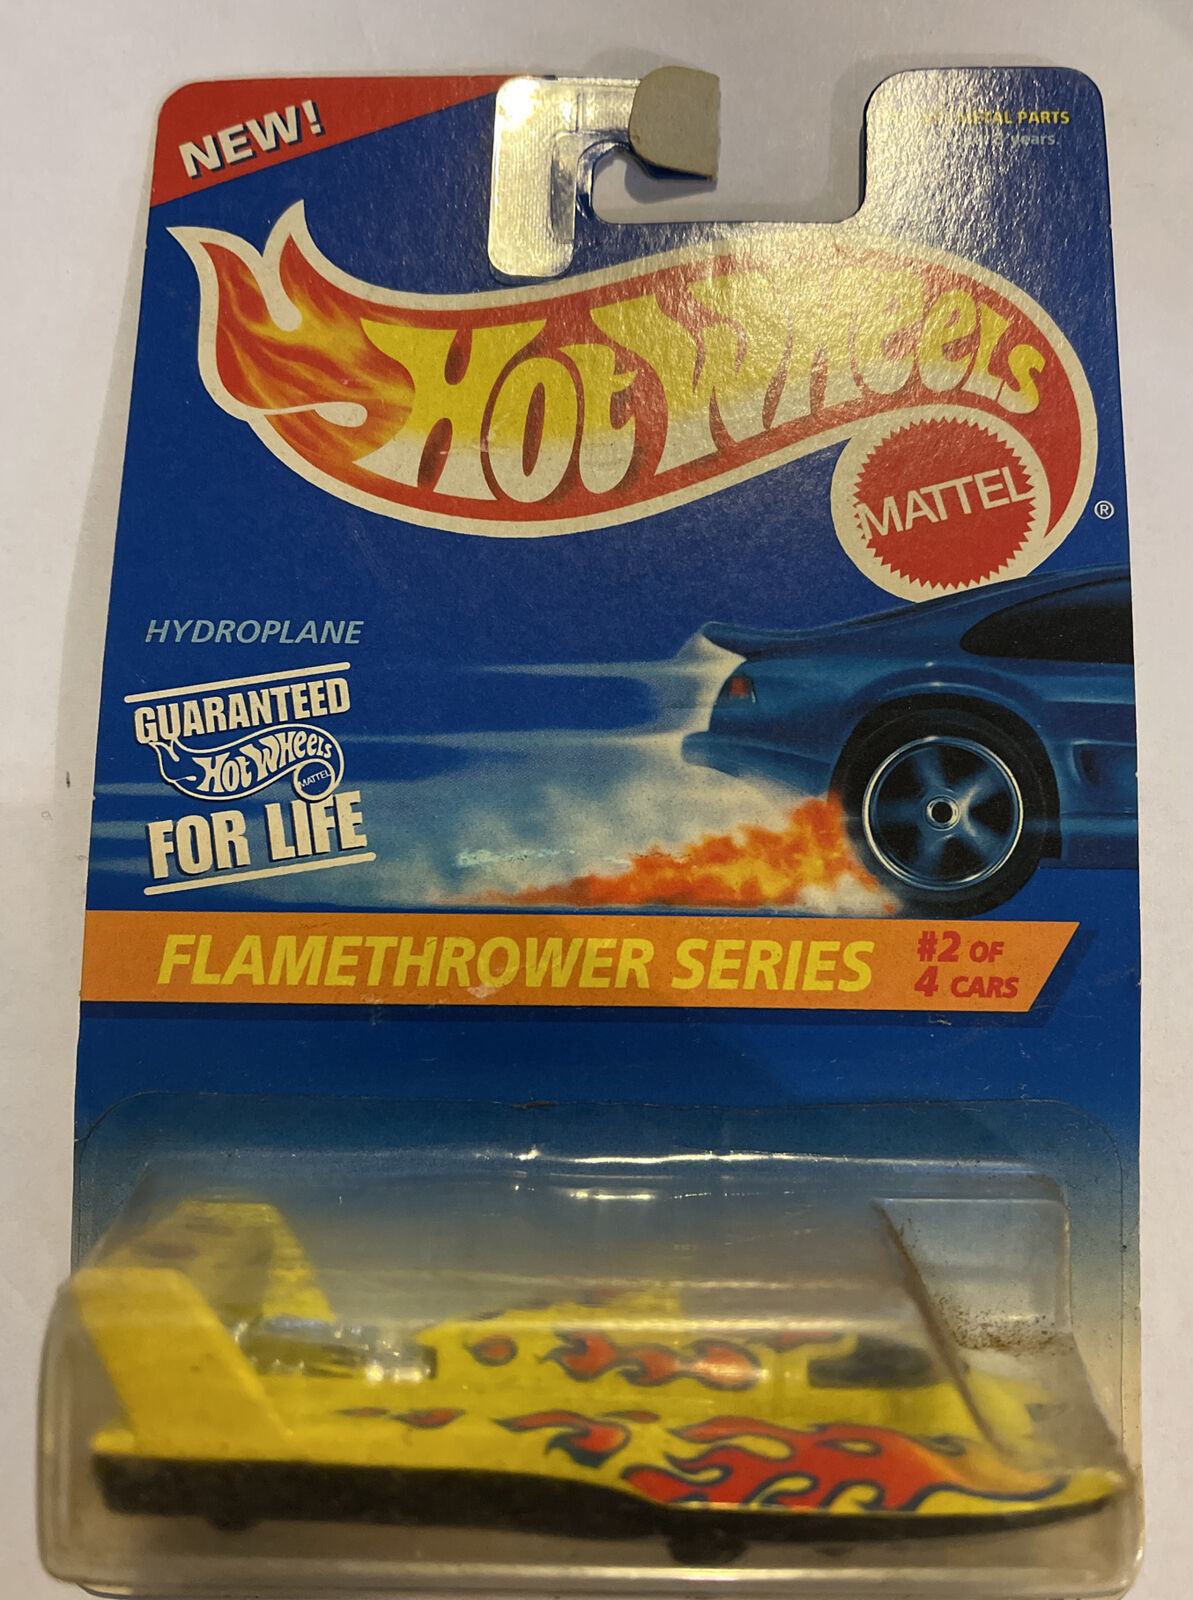 NEW!
METAL PARTS
years.
HOT WHEELS
MATTEL
®
HYDROPLANE
GUARANTEED
HOT WHEELS
MATTEL
FOR LIFE
FLAMETHROWER SERIES
#2 OF
4 CARS